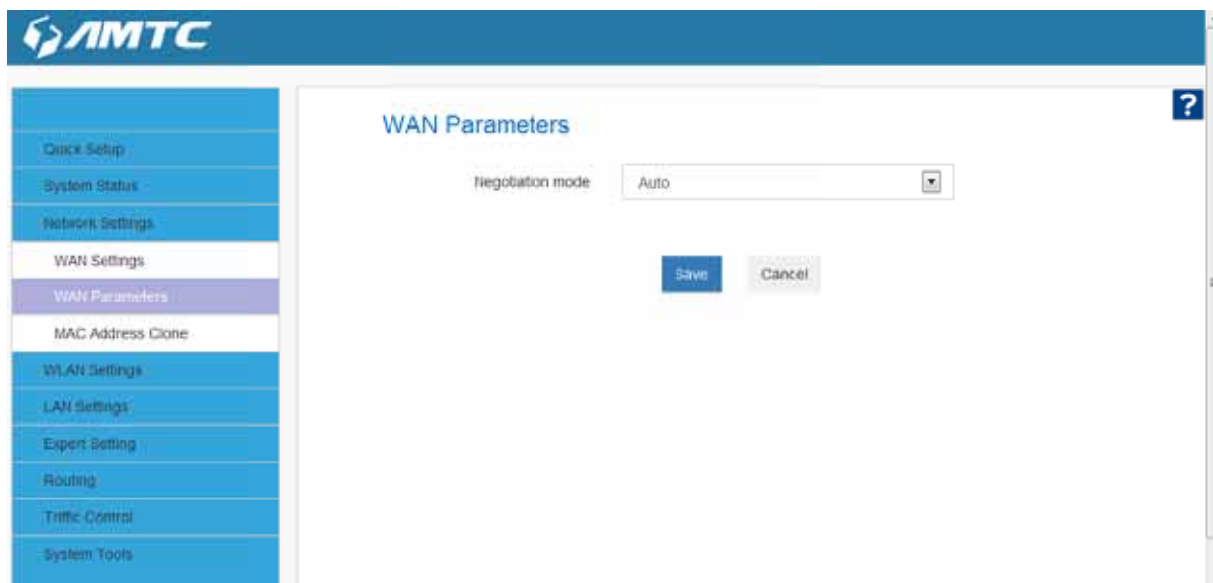 AMTC
?
Quick Setup
System Status
Network Settings
WAN Settings
WAN Parameters
MAC Address Clone
WLAN Settings
LAN Settings
Expert Setting
Routing
Triffic Control
System Tools
WAN Parameters
Negotiation mode
Auto
Save
Cancel